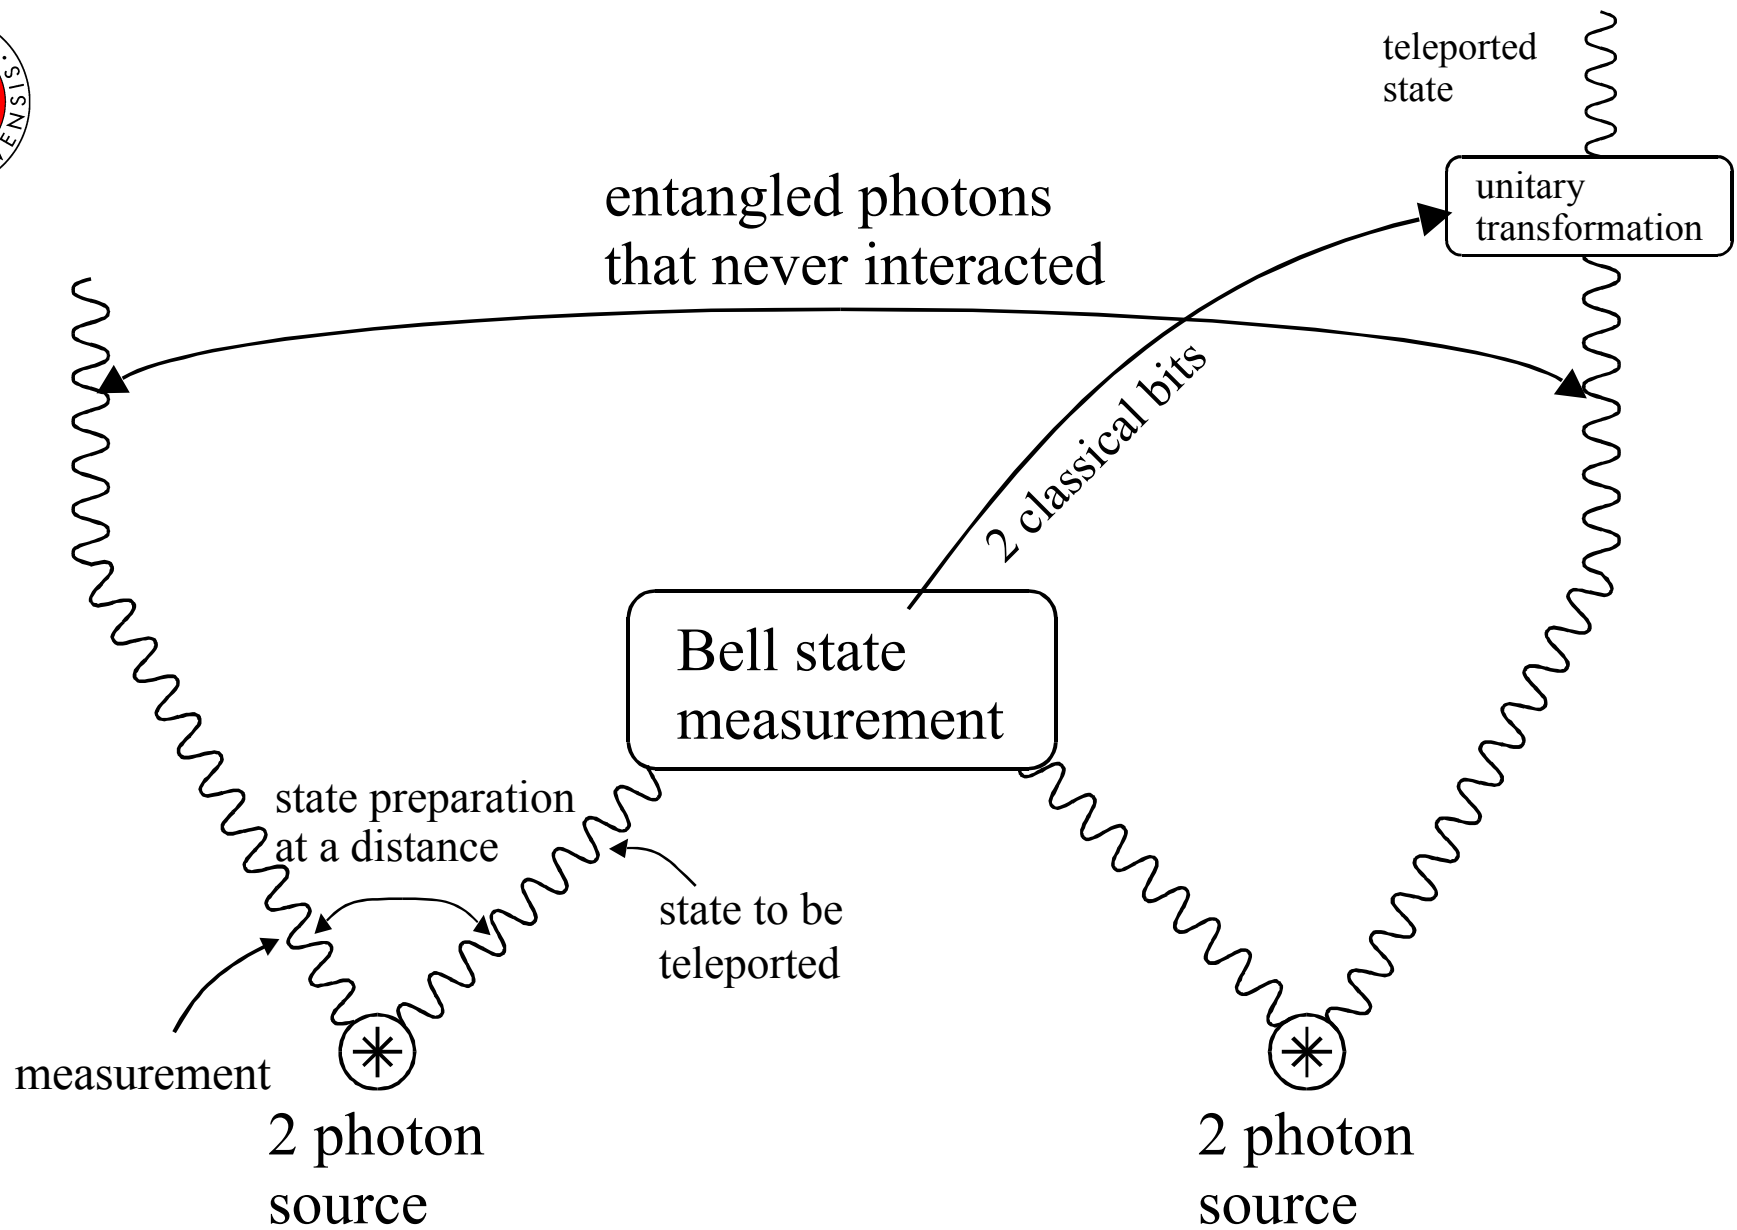 teleported
state
unitary
transformation
entangled photons
that never interacted
2 classical bits
Bell state
measurement
state preparation
at a distance
state to be
teleported
measurement
2 photon
source
2 photon
source